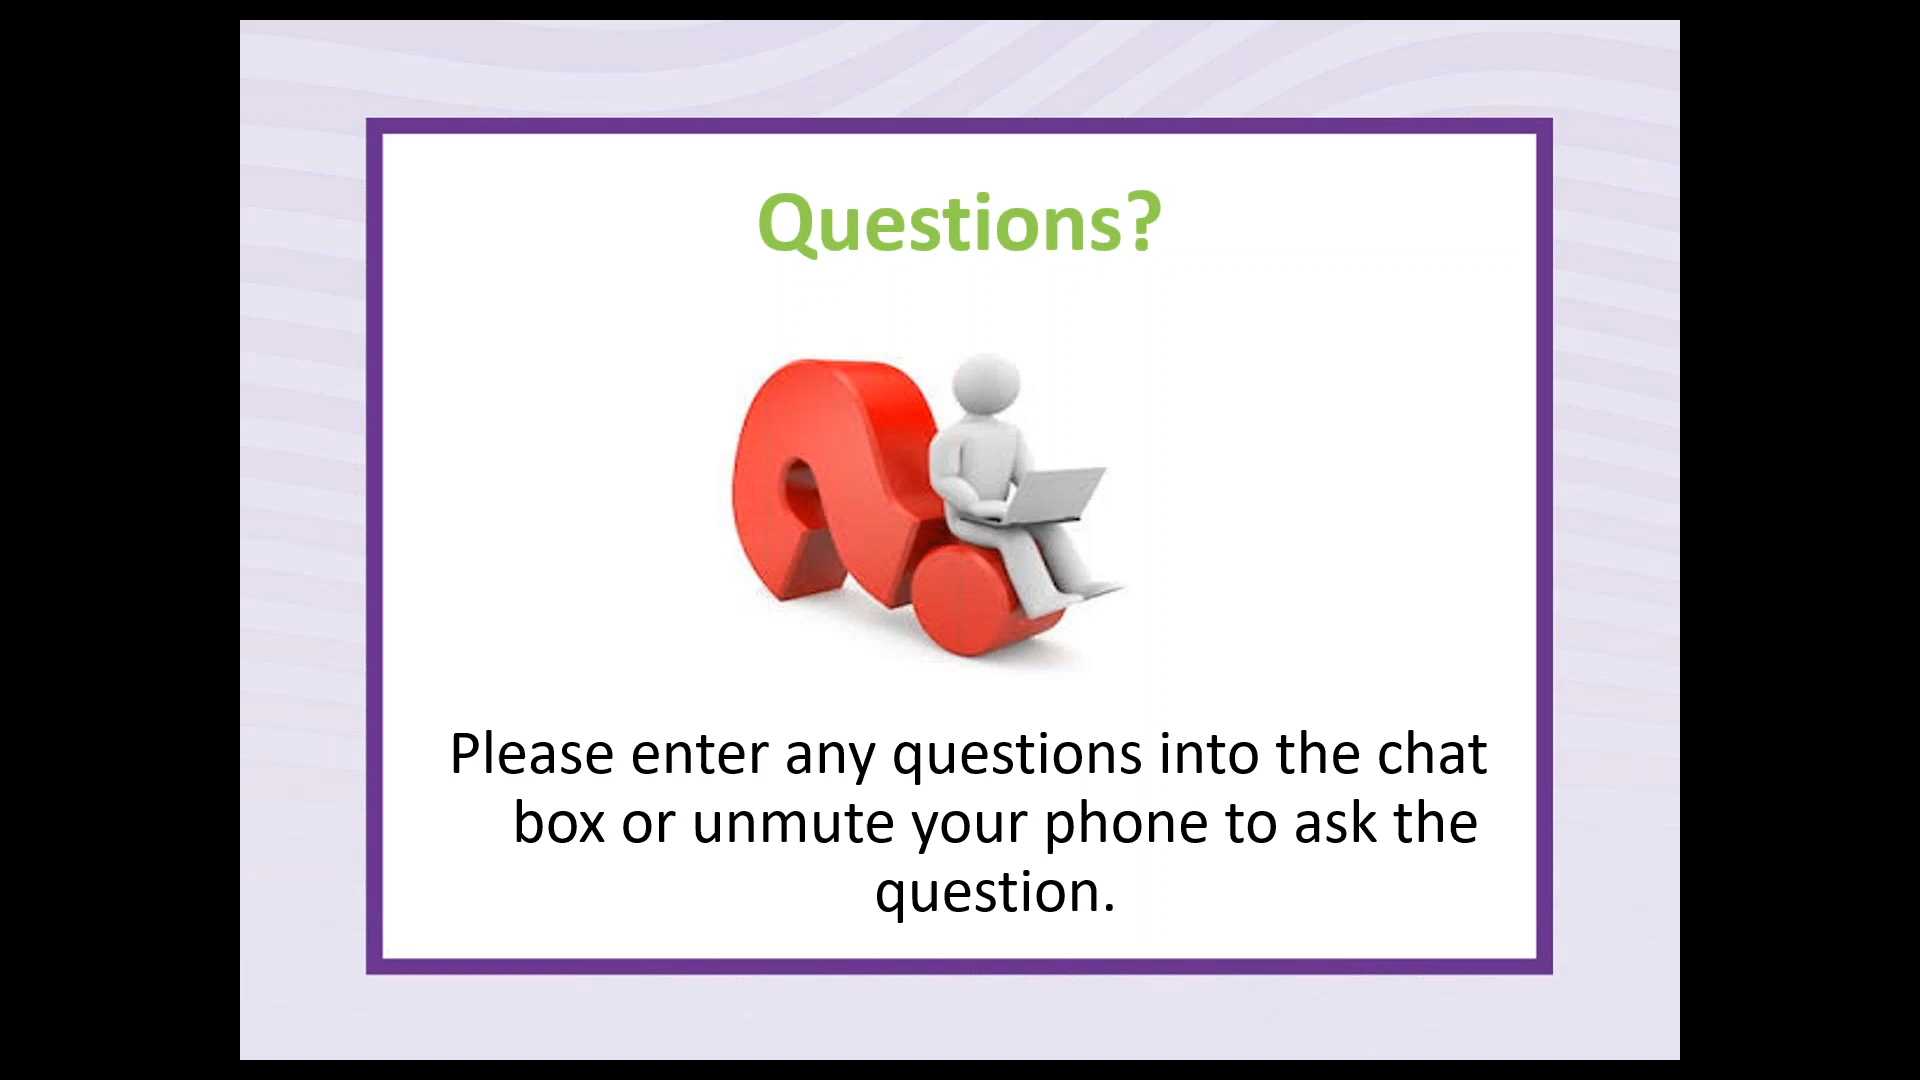 Questions?
Please enter any questions into the chat
box or unmute your phone to ask the
question.